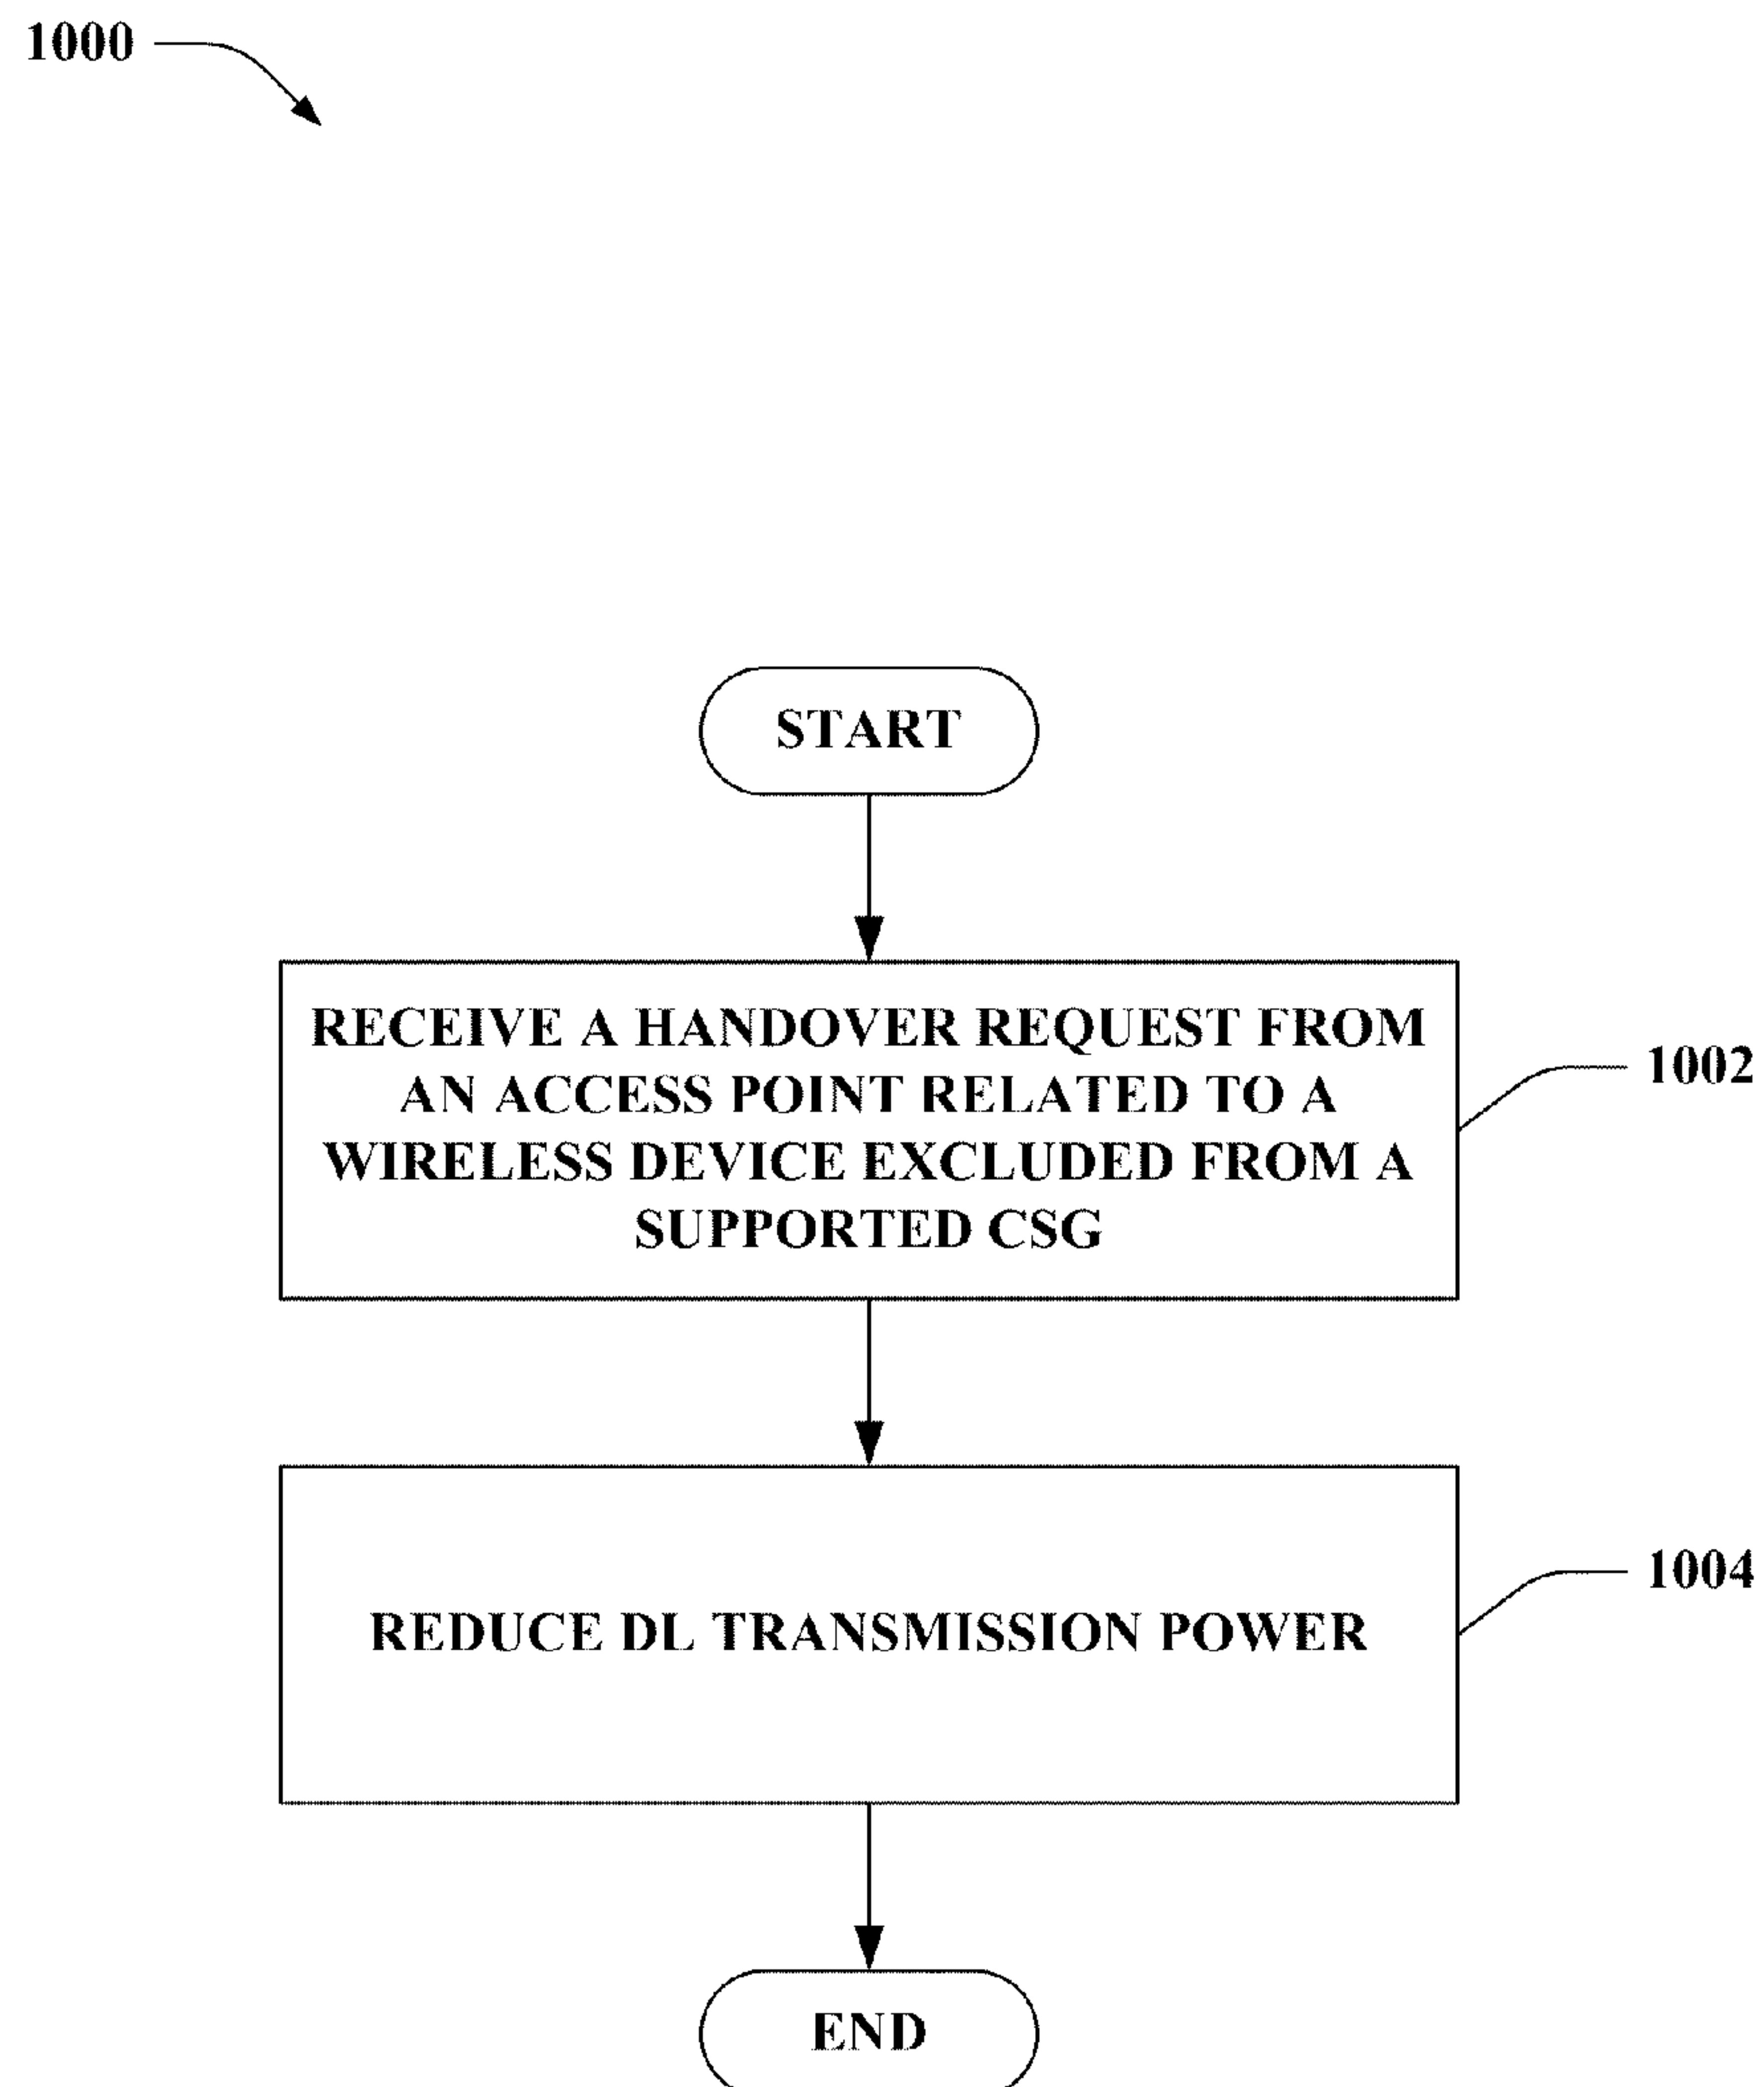 1000
START
RECEIVE A HANDOVER REQUEST FROM
AN ACCESS POINT RELATED TO A
WIRELESS DEVICE EXCLUDED FROM A
SUPPORTED CSG
1002
REDUCE DL TRANSMISSION POWER
1004
END